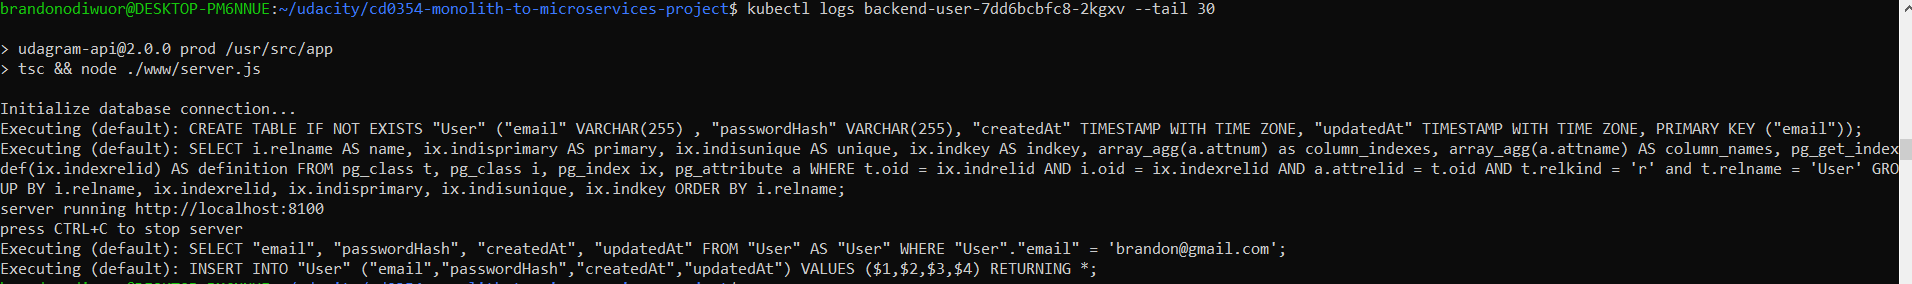 brandonodiwuor@DESKTOP-PM6NNUE:~/udacity/cd0354-monolith-to-microservices-project$ kubectl logs backend-user-7dd6bcbfc8-2kgxv --tail 30
> udagram-api@2.0.0 prod /usr/src/app
> tsc && node ./www/server.js
Initialize database connection...
Executing (default): CREATE TABLE IF NOT EXISTS "User" ("email" VARCHAR(255) , "passwordHash" VARCHAR(255), "createdAt" TIMESTAMP WITH TIME ZONE, "updatedAt" TIMESTAMP WITH TIME ZONE, PRIMARY KEY ("email"));
Executing (default): SELECT i.relname AS name, ix.indisprimary AS primary, ix.indisunique AS unique, ix.indkey AS indkey, array_agg(a.attnum) as column_indexes, array_agg(a.attname) AS column_names, pg_get_index
def(ix.indexrelid) AS definition FROM pg_class t, pg_class i, pg_index ix, pg_attribute a WHERE t.oid = ix.indrelid AND i.oid = ix.indexrelid AND a.attrelid = t.oid AND t.relkind = 'r' and t.relname = 'User' GRO
UP BY i.relname, ix.indexrelid, ix.indisprimary, ix.indisunique, ix.indkey ORDER BY i.relname;
server running http://localhost:8100
press CTRL+C to stop server
Executing (default): SELECT "email", "passwordHash", "createdAt", "updatedAt" FROM "User" AS "User" WHERE "User"."email" = 'brandon@gmail.com';
Executing (default): INSERT INTO "User" ("email","passwordHash","createdAt","updatedAt") VALUES ($1,$2,$3,$4) RETURNING *;